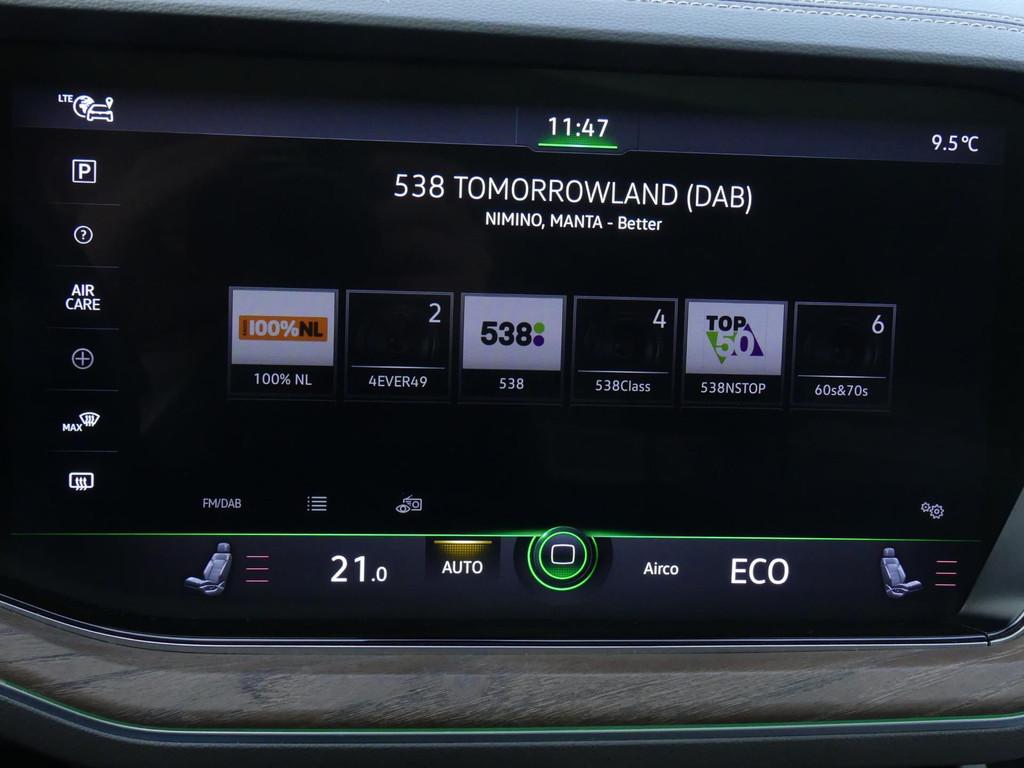 LTE
11:47
9.5°C
P
538 TOMORROWLAND (DAB)
NIMINO, MANTA - Better
?
AIR
CARE
100%NL
2
538
4
TOP
50
6
100% NL
4EVER49
538
538Class
538NSTOP
60s&70s
MAX
FM/DAB
21.0
AUTO
Airco
ECO